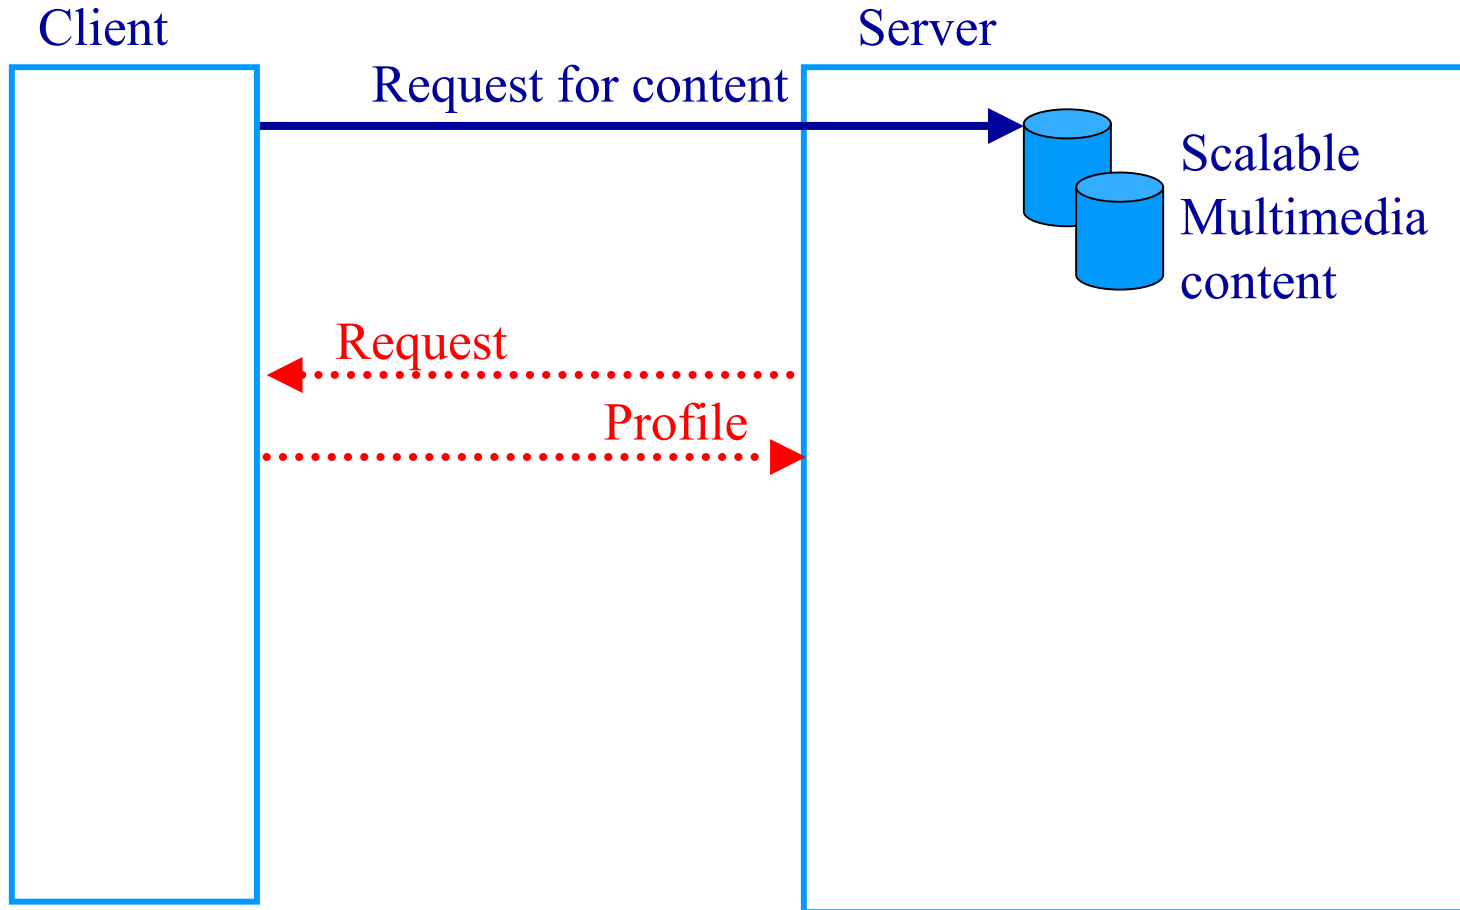 Client
Server
Request for content
Scalable
Multimedia
content
Request
Profile